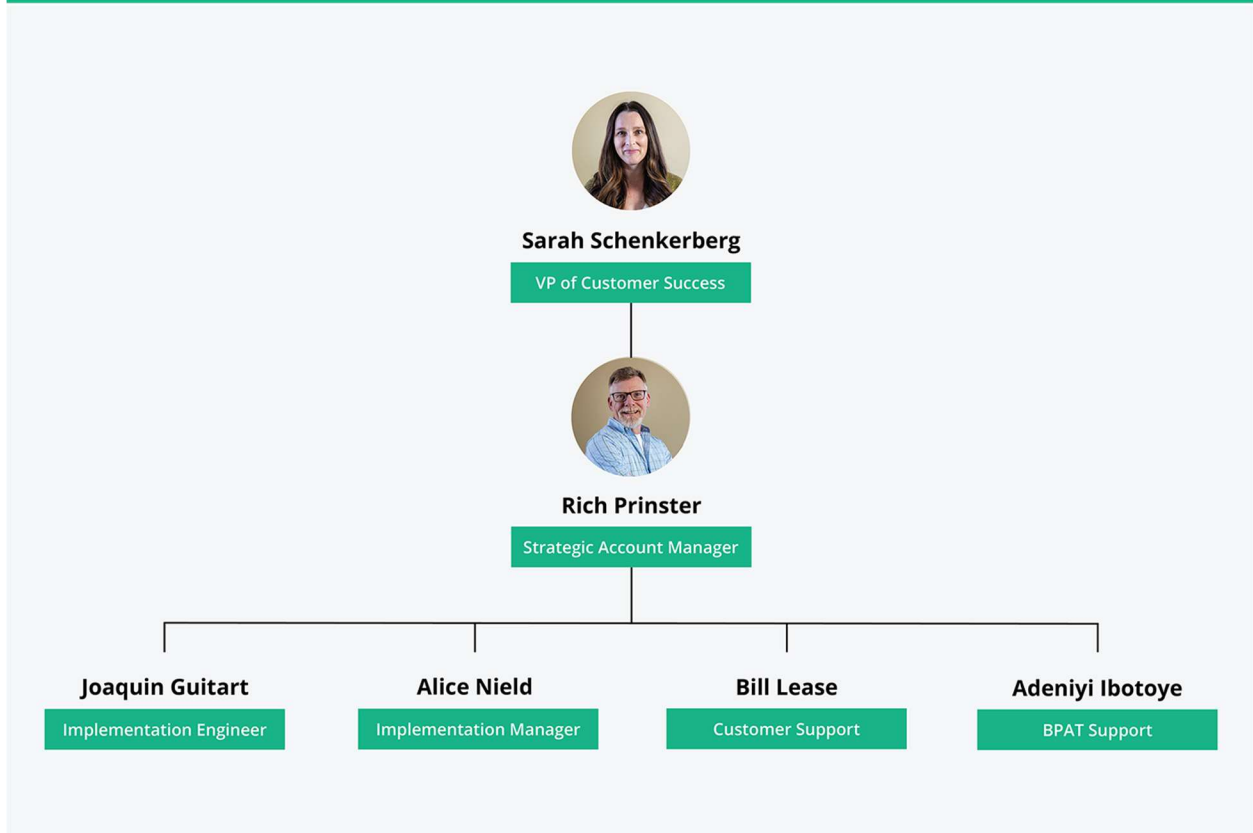 Sarah Schenkerberg
VP of Customer Success
Rich Prinster
Strategic Account Manager
Joaquin Guitart
Implementation Engineer
Alice Nield
Implementation Manager
Bill Lease
Customer Support
Adeniyi Ibotoye
BPAT Support